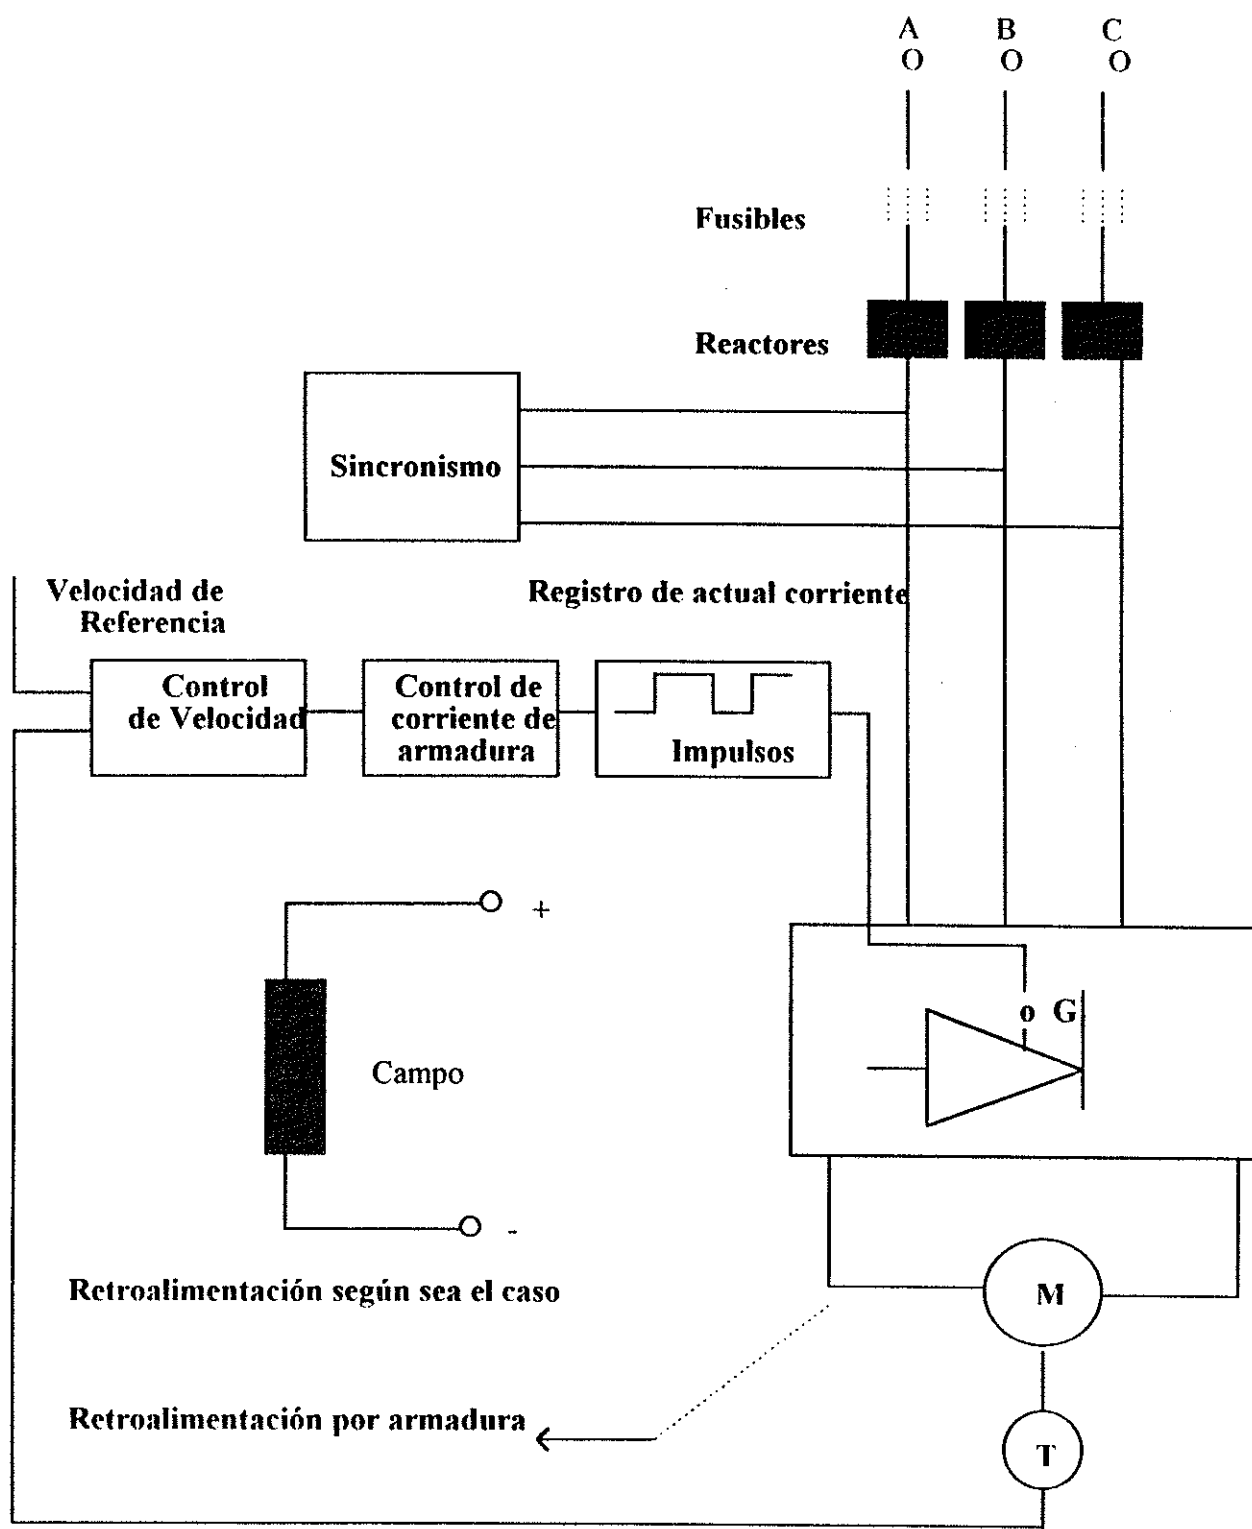 A B C
O O O
Fusibles
Reactores
Sincronismo
Velocidad de
Referencia
Registro de actual corriente
Control
de Velocidad
Control de
corriente de
armadura
Impulsos
+
o G
Campo
-
Retroalimentación según sea el caso
M
Retroalimentación por armadura
T